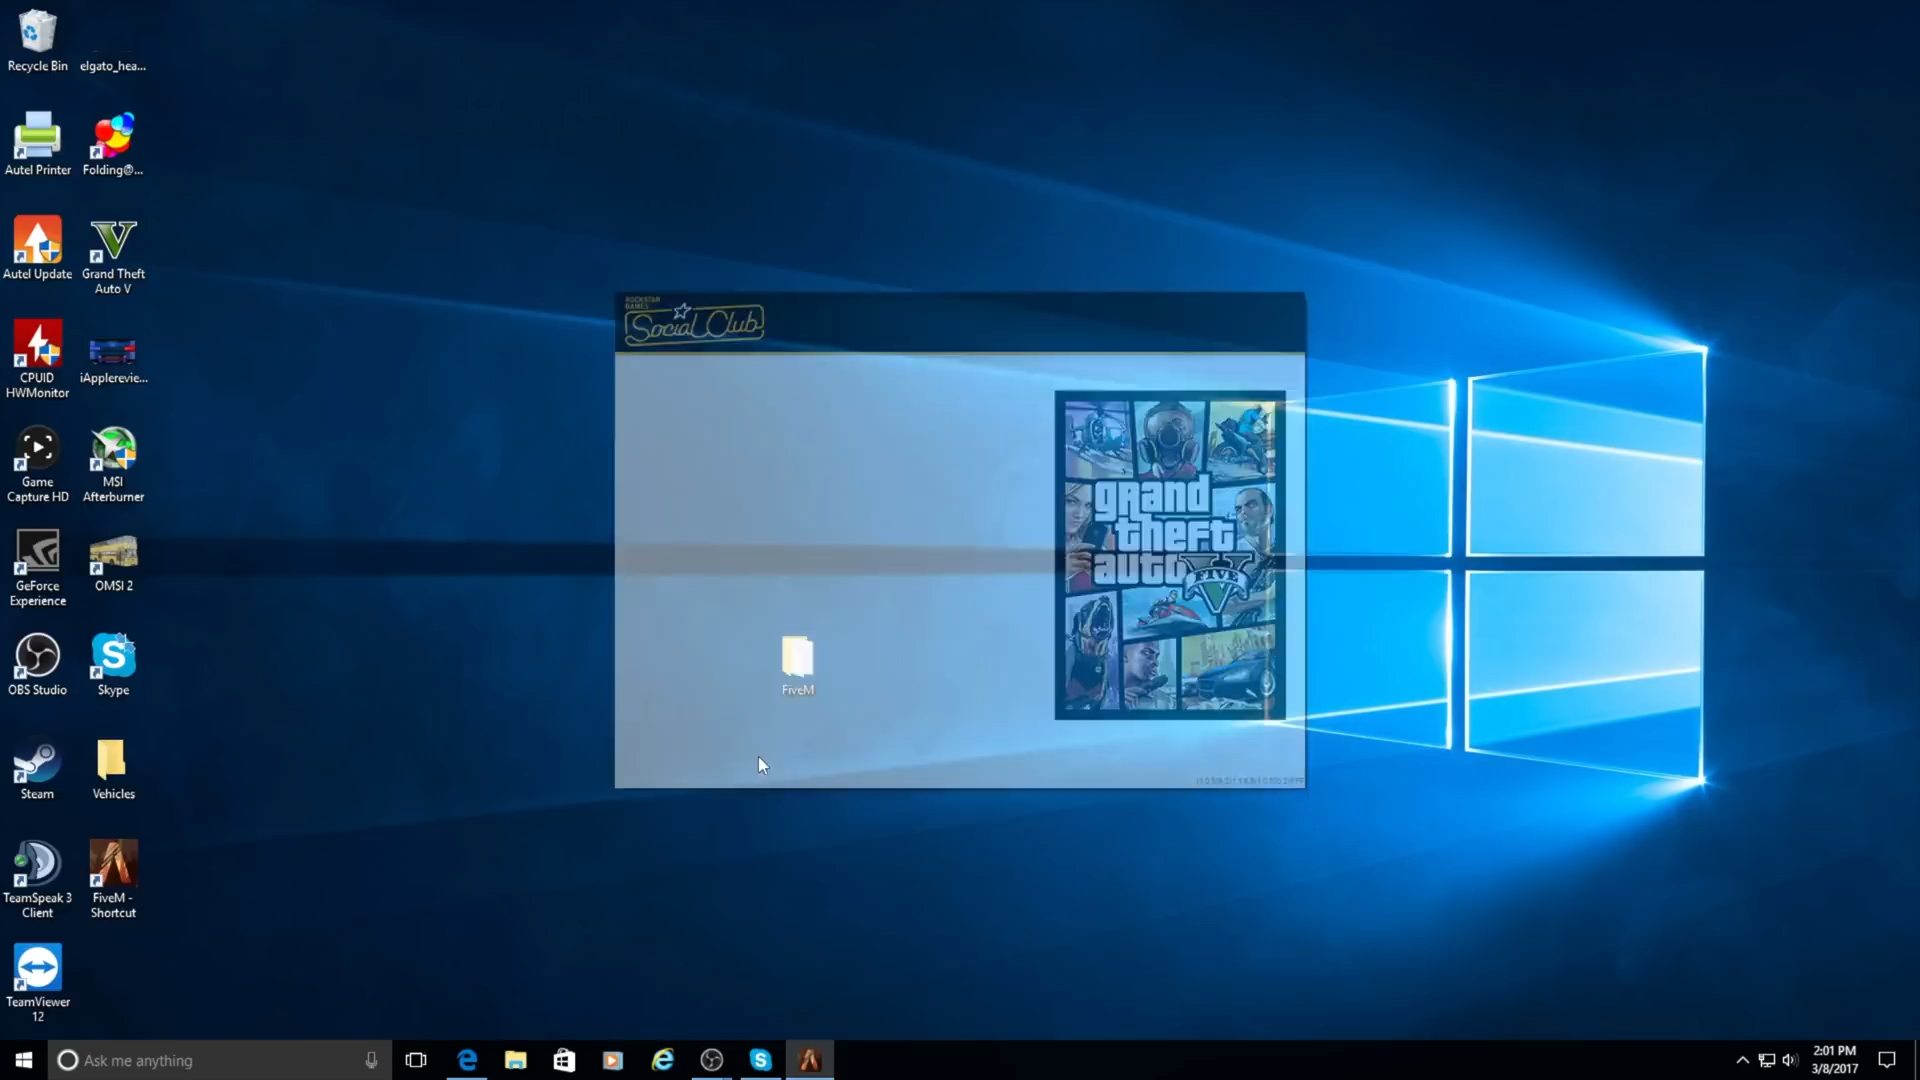 Recycle Bin
elgato_hea...
Autel Printer
Folding@...
Autel Update
Grand Theft
Auto V
CPUID
HWMonitor
iApplerevie...
Game
Capture HD
MSI
Afterburner
GeForce
Experience
OMSI 2
OBS Studio
Skype
Steam
Vehicles
TeamSpeak 3
Client
FiveM -
Shortcut
TeamViewer
12
ROCKSTAR
GAMES
Social Club
grand
theft
auto
FIVE
FiveM
Ask me anything
2:01 PM
3/8/2017